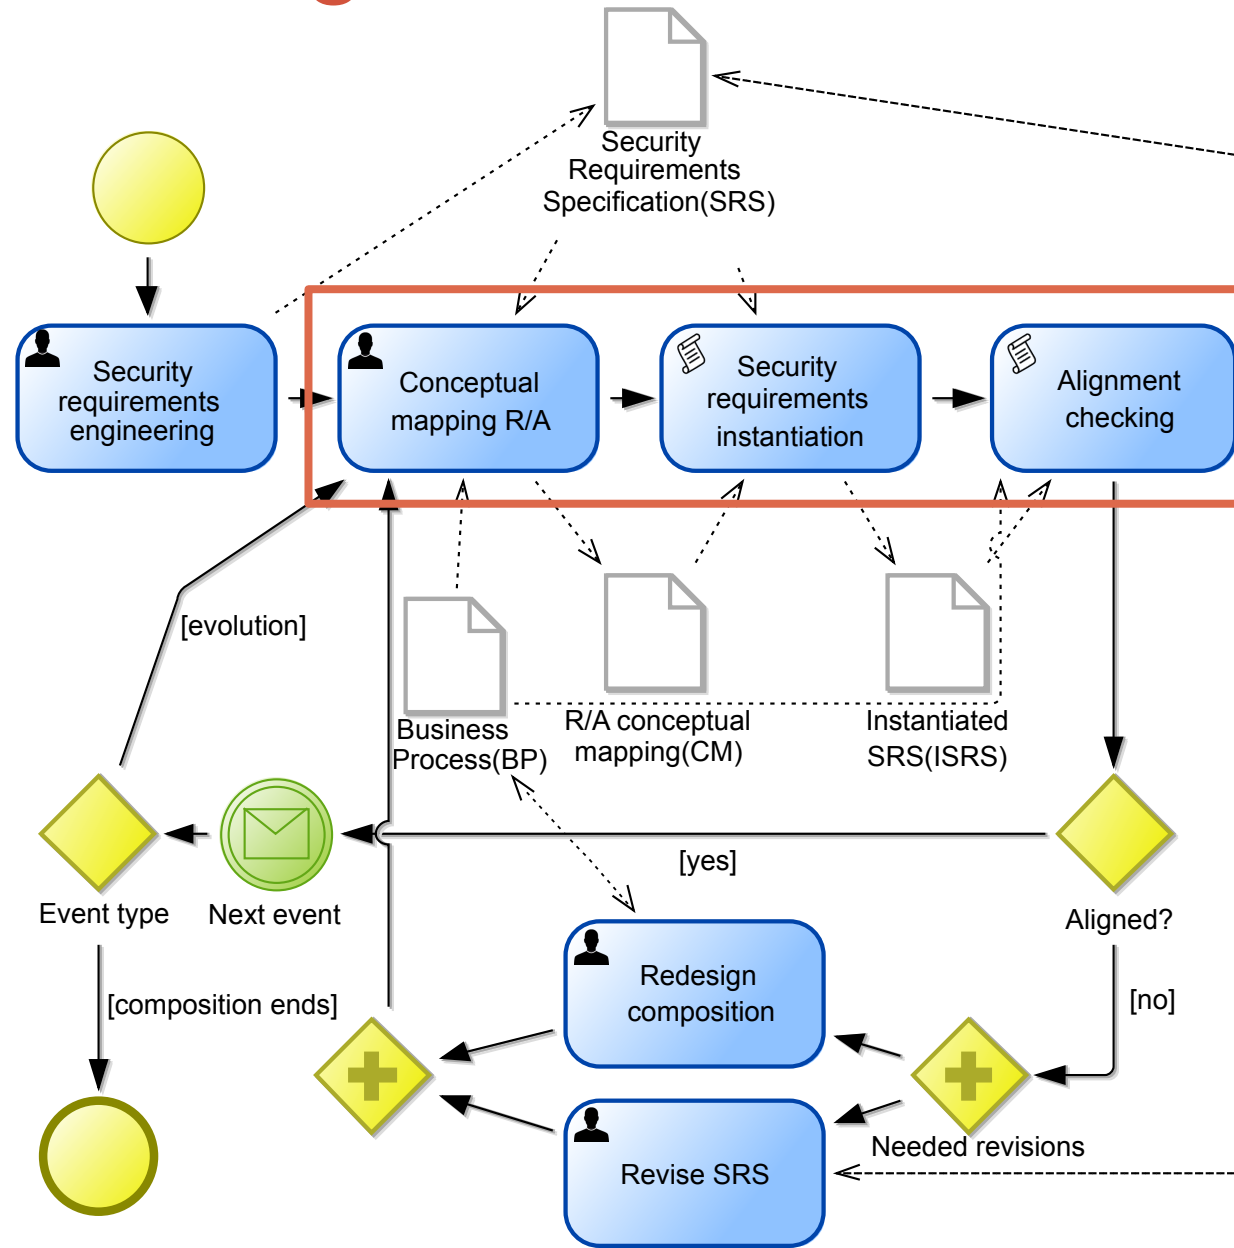 Security
Requirements
Specification(SRS)
Security
requirements
engineering
Conceptual
mapping R/A
Security
requirements
instantiation
Alignment
checking
[evolution]
Business
Process(BP)
R/A conceptual
mapping(CM)
Instantiated
SRS(ISRS)
[yes]
Event type
Next event
Aligned?
[composition ends]
Redesign
composition
[no]
Needed revisions
Revise SRS